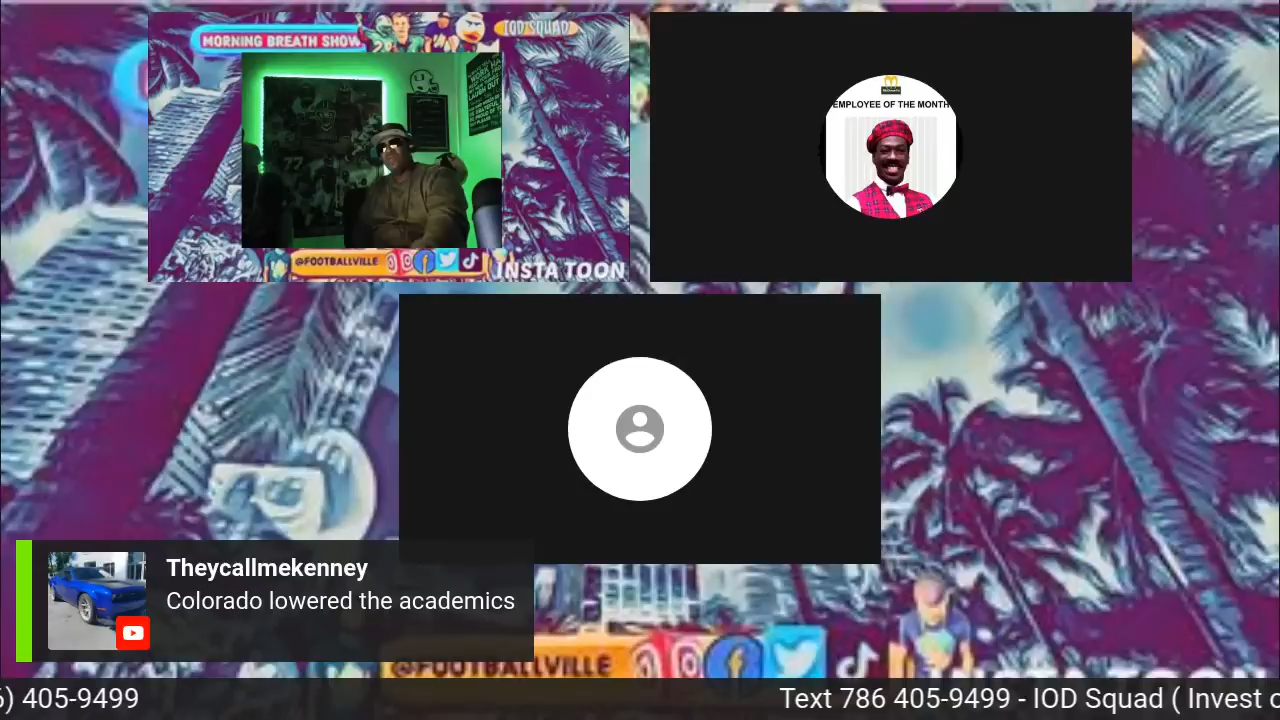 MORNING BREATH SHOW
IOD SQUAD
@FOOTBALLVILLE
INSTA TOON
EMPLOYEE OF THE MONTH
Theycallmekenney
Colorado lowered the academics
@FOOTBALLVILLE
) 405-9499
Text 786 405-9499 - IOD Squad ( Invest